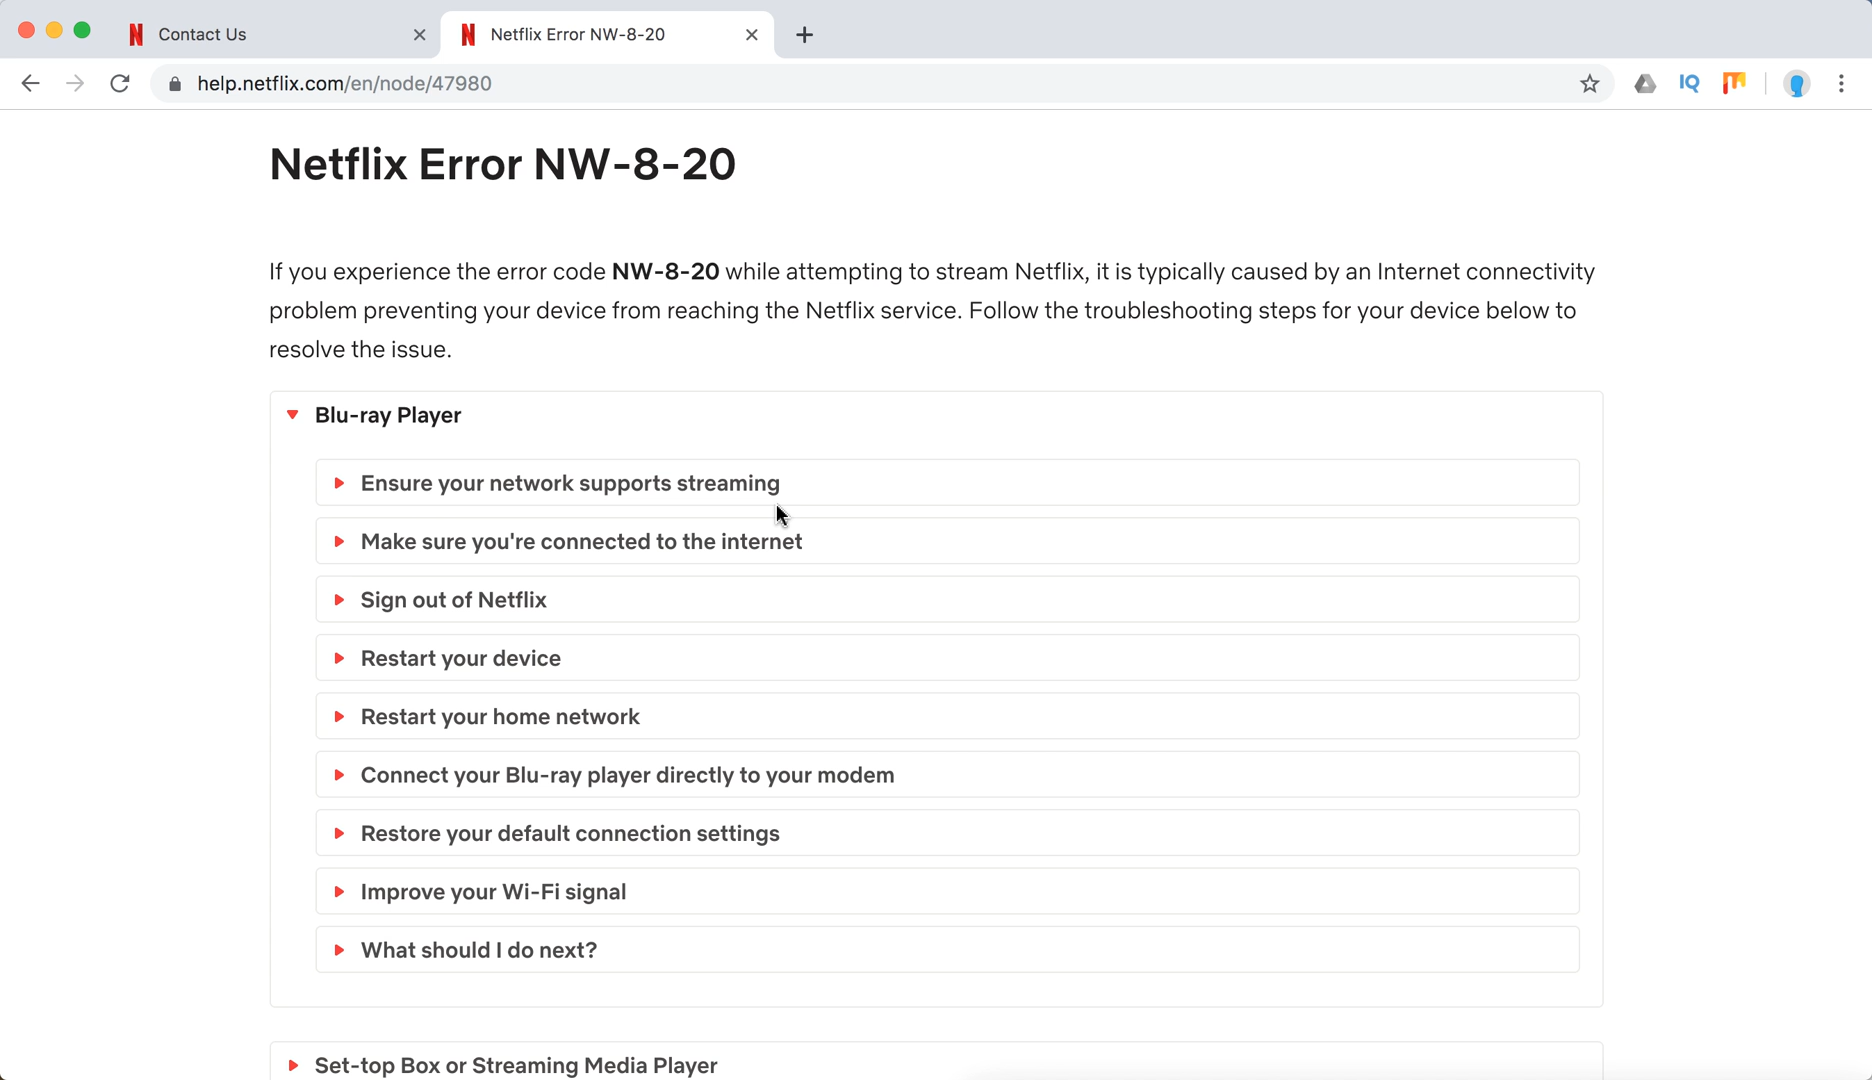 Contact Us
Netflix Error NW-8-20
help.netflix.com/en/node/47980
IQ
Netflix Error NW-8-20
If you experience the error code NW-8-20 while attempting to stream Netflix, it is typically caused by an Internet connectivity
problem preventing your device from reaching the Netflix service. Follow the troubleshooting steps for your device below to
resolve the issue.
Blu-ray Player
Ensure your network supports streaming
Make sure you're connected to the internet
Sign out of Netflix
Restart your device
Restart your home network
Connect your Blu-ray player directly to your modem
Restore your default connection settings
Improve your Wi-Fi signal
What should I do next?
Set-top Box or Streaming Media Player